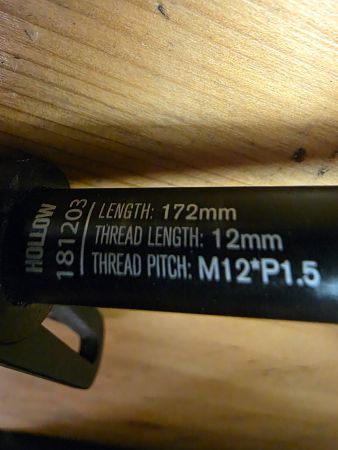 HOLLOW
181203
LENGTH: 172mm
THREAD LENGTH: 12mm
THREAD PITCH: M12*P1.5